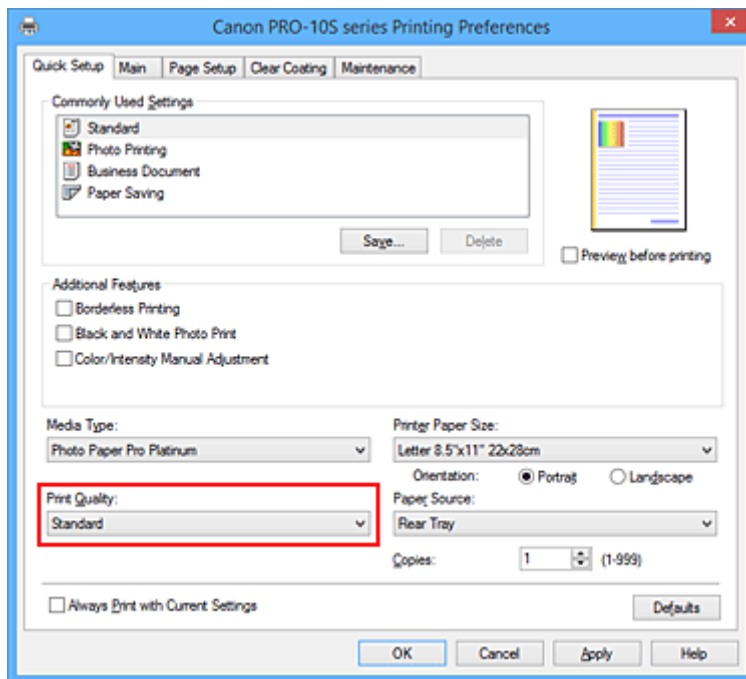 Canon PRO-10S series Printing Preferences
Quick Setup Main Page Setup Clear Coating Maintenance
Commonly Used Settings
Standard
Photo Printing
Business Document
Paper Saving
Save... Delete
Preview before printing
Additional Features
Borderless Printing
Black and White Photo Print
Color/Intensity Manual Adjustment
Media Type: Printer Paper Size:
Photo Paper Pro Platinum Letter 8.5"x11" 22x28cm
Orientation: Portrait Landscape
Print Quality: Paper Source:
Standard Rear Tray
Copies: 1 (1-999)
Always Print with Current Settings Defaults
OK Cancel Apply Help